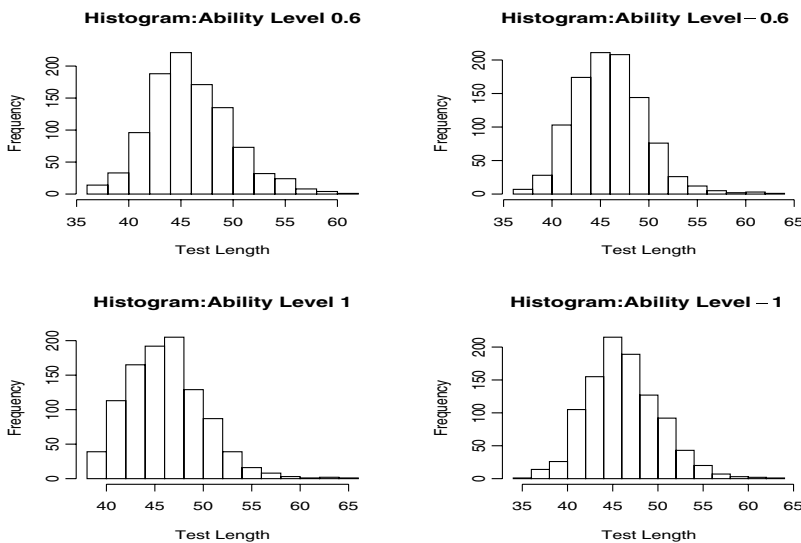 Histogram:Ability Level 0.6
Frequency
0 50 100 150 200
35 40 45 50 55 60
Test Length
Histogram:Ability Level−0.6
Frequency
0 50 100 150 200
35 40 45 50 55 60 65
Test Length
Histogram:Ability Level 1
Frequency
0 50 100 150 200
40 45 50 55 60 65
Test Length
Histogram:Ability Level−1
Frequency
0 50 100 150 200
35 40 45 50 55 60 65
Test Length